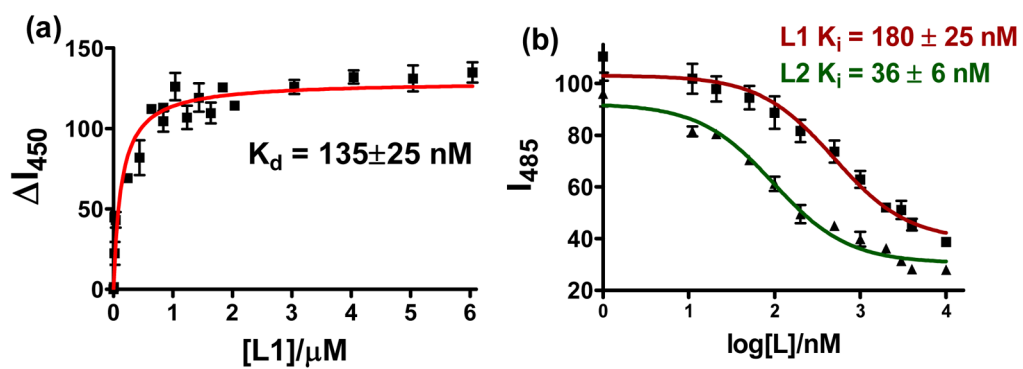 (a)
150
100
50
0
ΔI450
Kd = 135±25 nM
0 1 2 3 4 5 6
[L1]/μM
(b)
L1 Ki = 180 ± 25 nM
L2 Ki = 36 ± 6 nM
100
80
60
40
20
I485
0 1 2 3 4
log[L]/nM